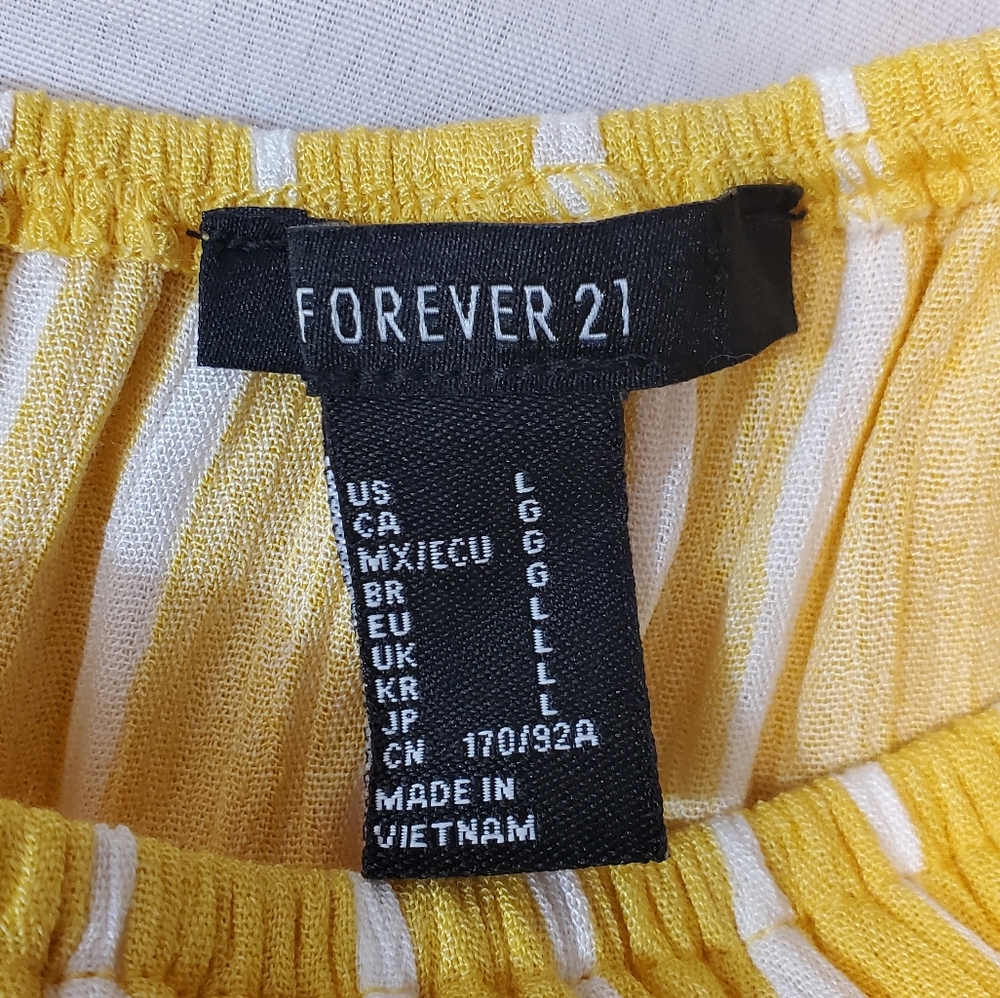 FOREVER 21
US L
CA G
MX/ECU G
BR G
EU L
UK L
KR L
JP L
CN 170/92A
MADE IN
VIETNAM